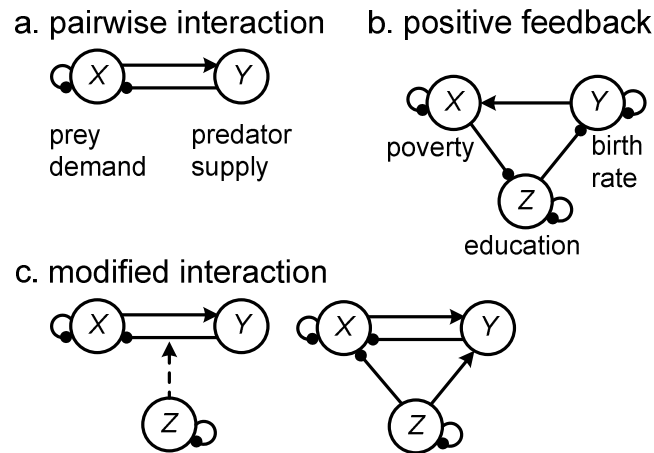 a. pairwise interaction
X
Y
prey
demand
predator
supply
b. positive feedback
X
Y
poverty
birth
rate
Z
education
c. modified interaction
X
Y
Z
X
Y
Z